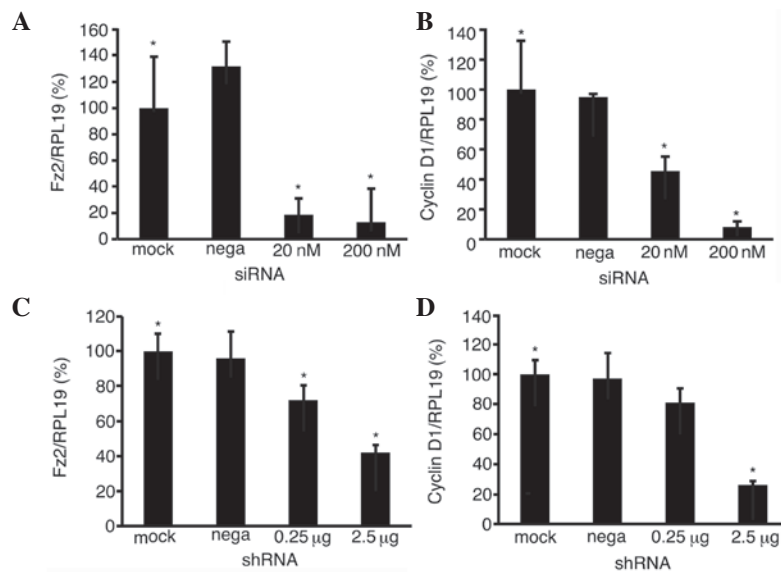 A
Fz2/RPL19 (%)
160
140
120
100
80
60
40
20
0
*
*
*
mock
nega
20 nM
200 nM
siRNA
B
Cyclin D1/RPL19 (%)
140
120
100
80
60
40
20
0
*
*
*
mock
nega
20 nM
200 nM
siRNA
C
Fz2/RPL19 (%)
120
100
80
60
40
20
0
*
*
*
mock
nega
0.25 µg
2.5 µg
shRNA
D
Cyclin D1/RPL19 (%)
140
120
100
80
60
40
20
0
*
*
mock
nega
0.25 µg
2.5 µg
shRNA